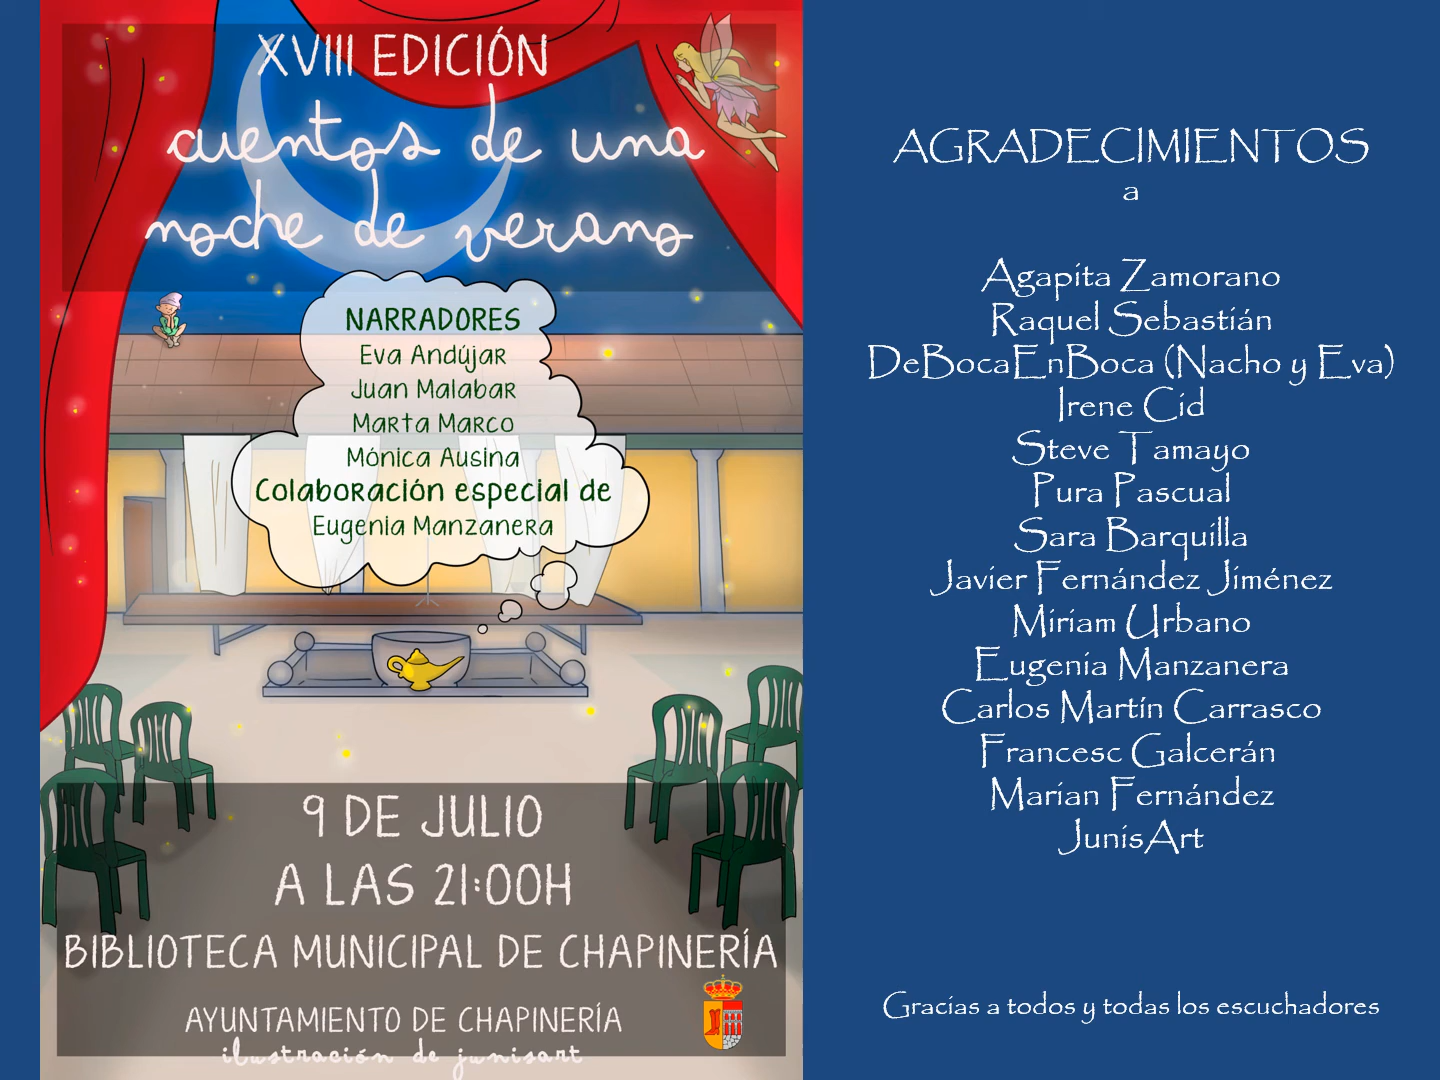 XVIII EDICIÓN
cuentos de una
noche de verano
NARRADORES
Eva Andújar
Juan Malabar
Marta Marco
Mónica Ausina
Colaboración especial de
Eugenia Manzanera
9 DE JULIO
A LAS 21:00H
BIBLIOTECA MUNICIPAL DE CHAPINERÍA
AYUNTAMIENTO DE CHAPINERÍA
ilustración de junisart
AGRADECIMIENTOS
a
Agapita Zamorano
Raquel Sebastián
DeBocaEnBoca (Nacho y Eva)
Irene Cid
Steve Tamayo
Pura Pascual
Sara Barquilla
Javier Fernández Jiménez
Miriam Urbano
Eugenia Manzanera
Carlos Martín Carrasco
Francesc Galcerán
Marian Fernández
JunisArt
Gracias a todos y todas los escuchadores